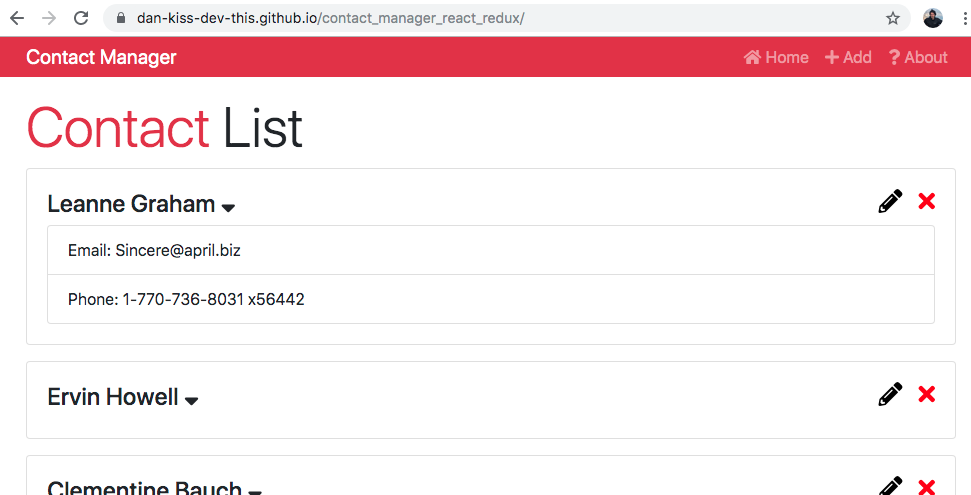 dan-kiss-dev-this.github.io/contact_manager_react_redux/
Contact Manager Home Add About
Contact List
Leanne Graham
Email: Sincere@april.biz
Phone: 1-770-736-8031 x56442
Ervin Howell
Clementine Bauch